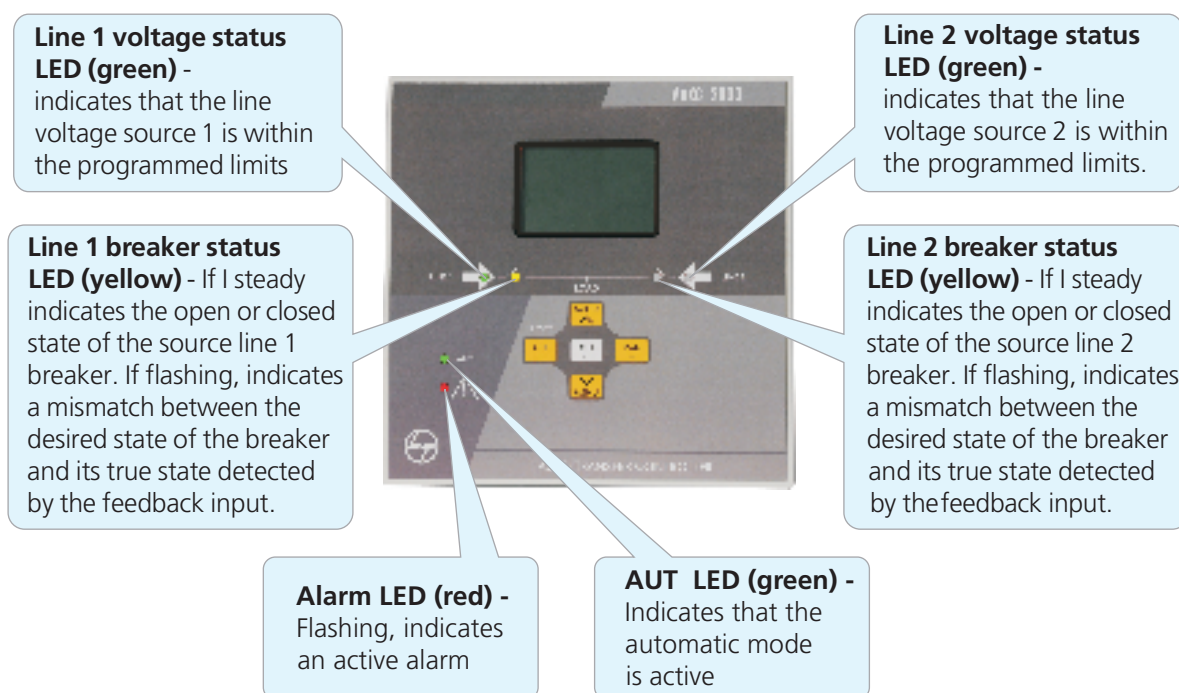 Line 1 voltage status
LED (green) -
indicates that the line
voltage source 1 is within
the programmed limits
Line 2 voltage status
LED (green) -
indicates that the line
voltage source 2 is within
the programmed limits.
Line 1 breaker status
LED (yellow) - If I steady
indicates the open or closed
state of the source line 1
breaker. If flashing, indicates
a mismatch between the
desired state of the breaker
and its true state detected
by the feedback input.
Line 2 breaker status
LED (yellow) - If I steady
indicates the open or closed
state of the source line 2
breaker. If flashing, indicates
a mismatch between the
desired state of the breaker
and its true state detected
by thefeedback input.
LOAD
Alarm LED (red) -
Flashing, indicates
an active alarm
AUT LED (green) -
Indicates that the
automatic mode
is active